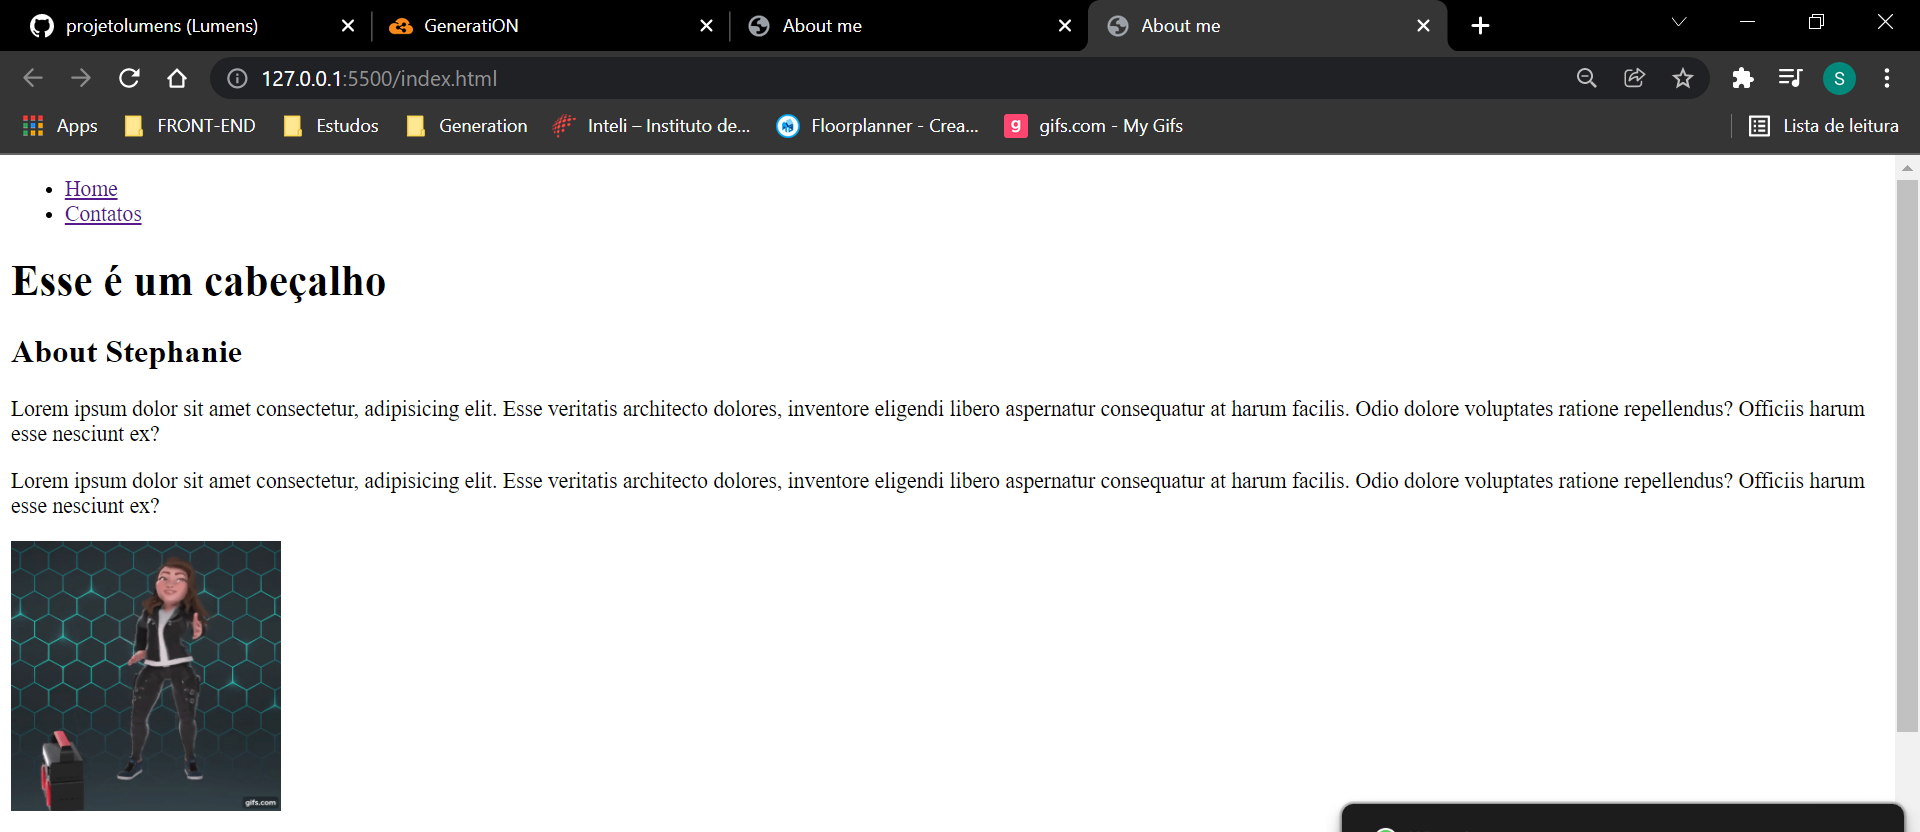 projetolumens (Lumens)
GeneratiON
About me
About me
127.0.0.1:5500/index.html
S
Apps
FRONT-END
Estudos
Generation
Inteli – Instituto de...
Floorplanner - Crea...
g
gifs.com - My Gifs
Lista de leitura
Home
Contatos
Esse é um cabeçalho
About Stephanie
Lorem ipsum dolor sit amet consectetur, adipisicing elit. Esse veritatis architecto dolores, inventore eligendi libero aspernatur consequatur at harum facilis. Odio dolore voluptates ratione repellendus? Officiis harum
esse nesciunt ex?
Lorem ipsum dolor sit amet consectetur, adipisicing elit. Esse veritatis architecto dolores, inventore eligendi libero aspernatur consequatur at harum facilis. Odio dolore voluptates ratione repellendus? Officiis harum
esse nesciunt ex?
gifs.com